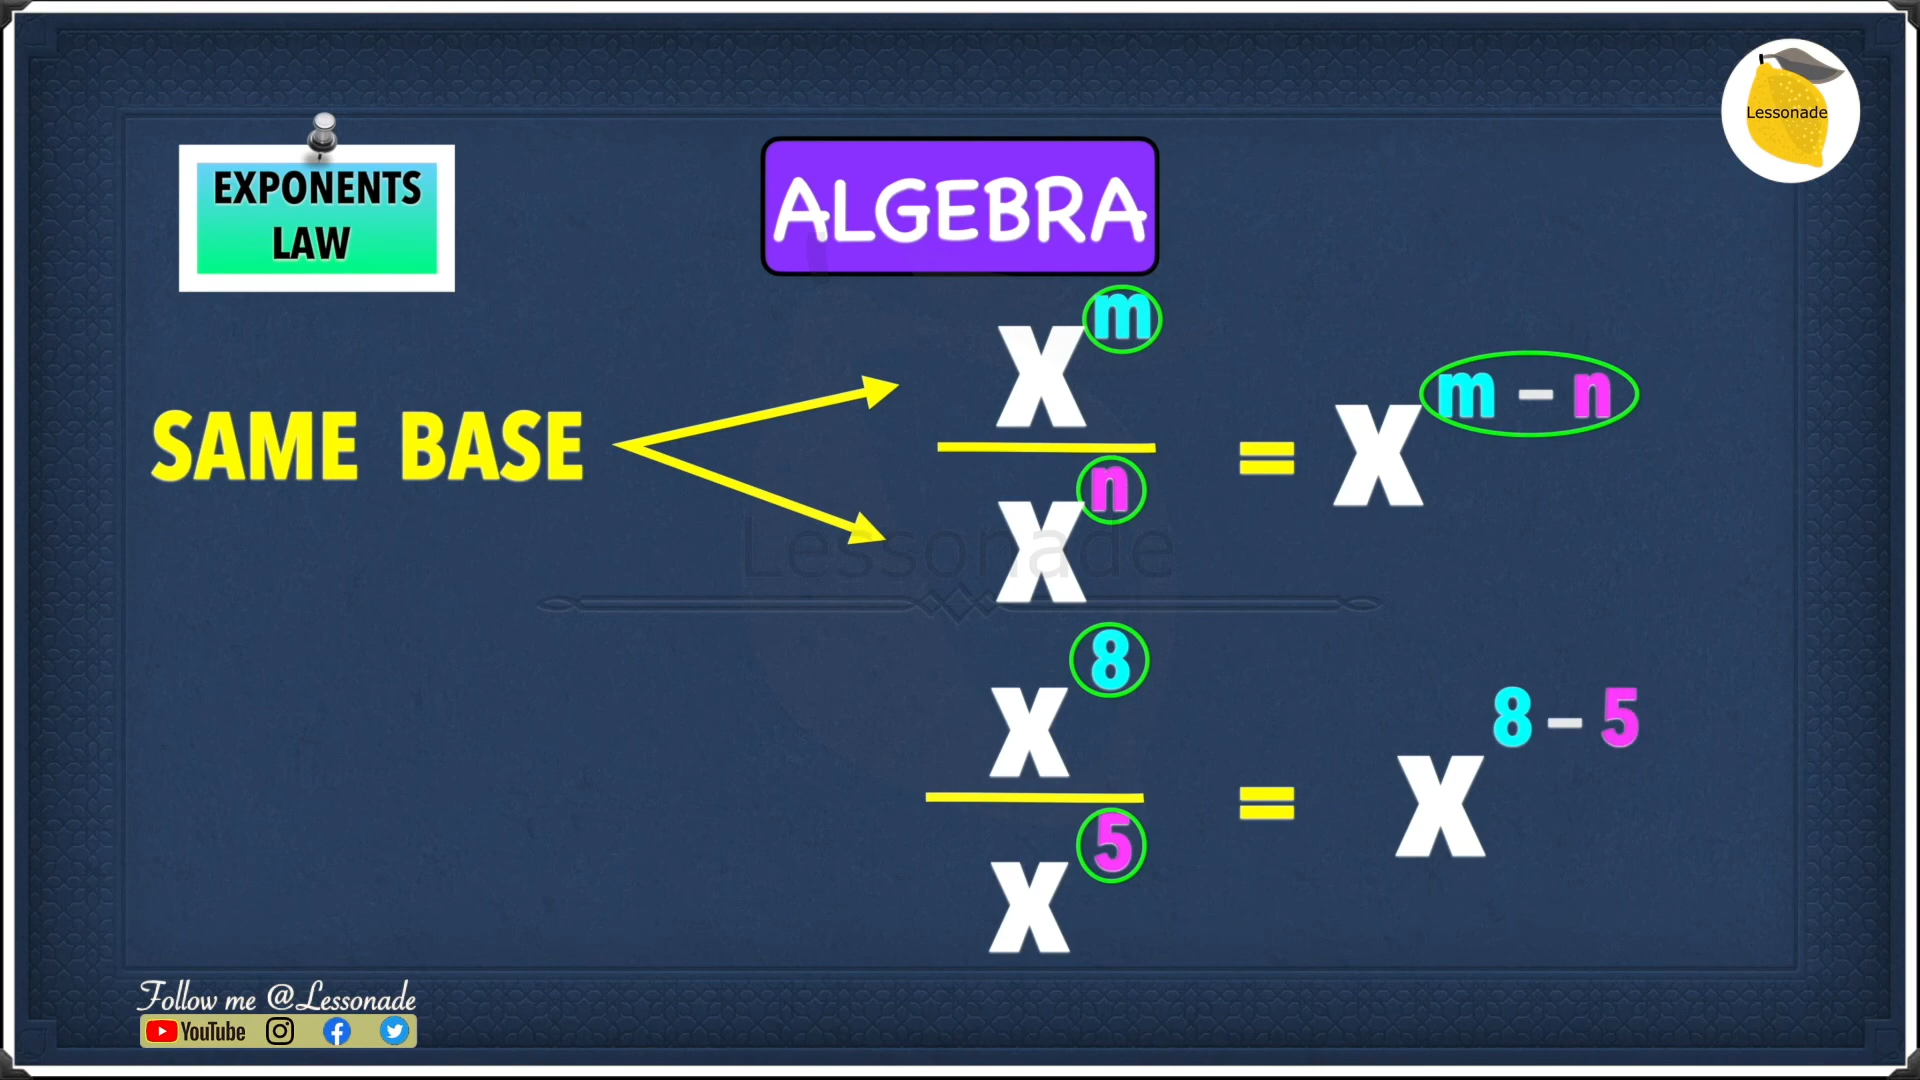 Lessonade
EXPONENTS
LAW
ALGEBRA
SAME BASE
x^m
x^n
= x^(m – n)
Lessonade
x^8
x^5
= x^(8 – 5)
Follow me @Lessonade
YouTube